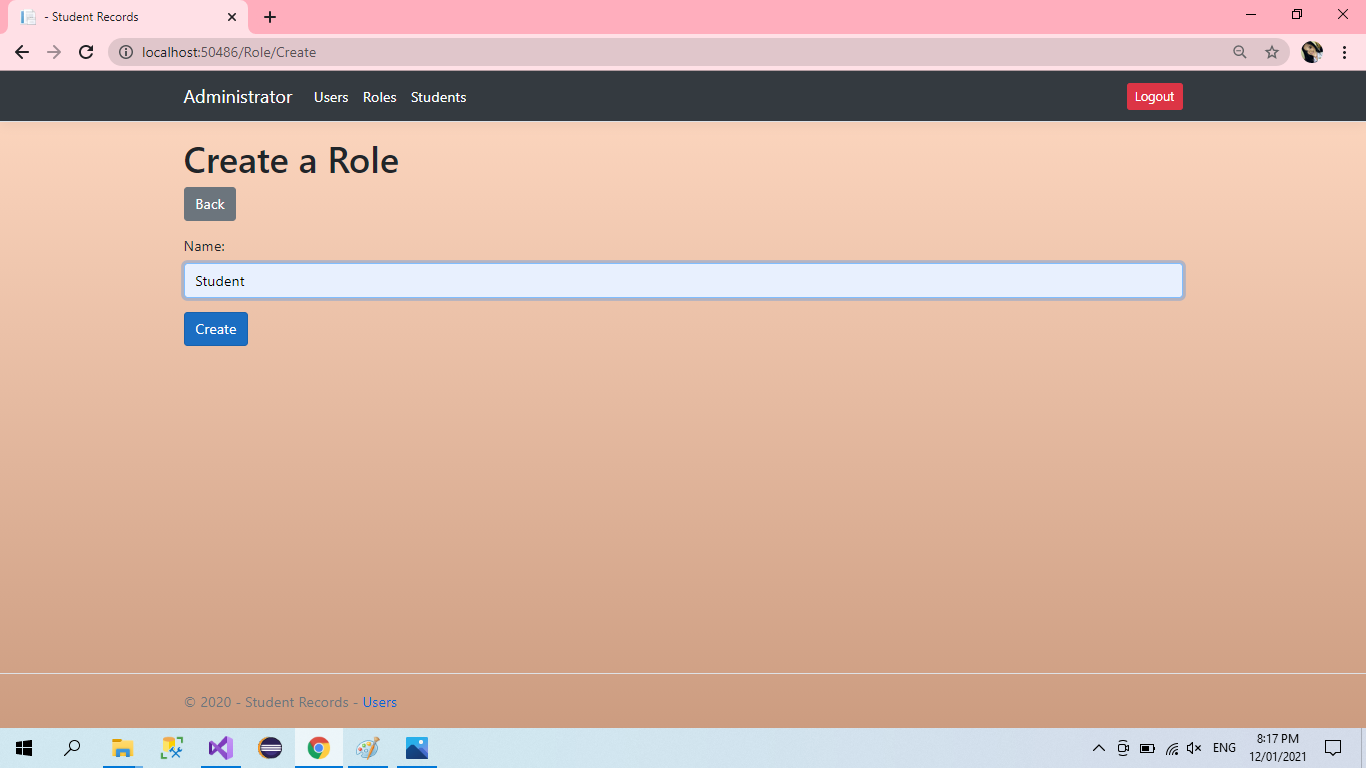 - Student Records
localhost:50486/Role/Create
Administrator Users Roles Students Logout
Create a Role
Back
Name:
Student
Create
© 2020 - Student Records - Users
ENG
8:17 PM
12/01/2021